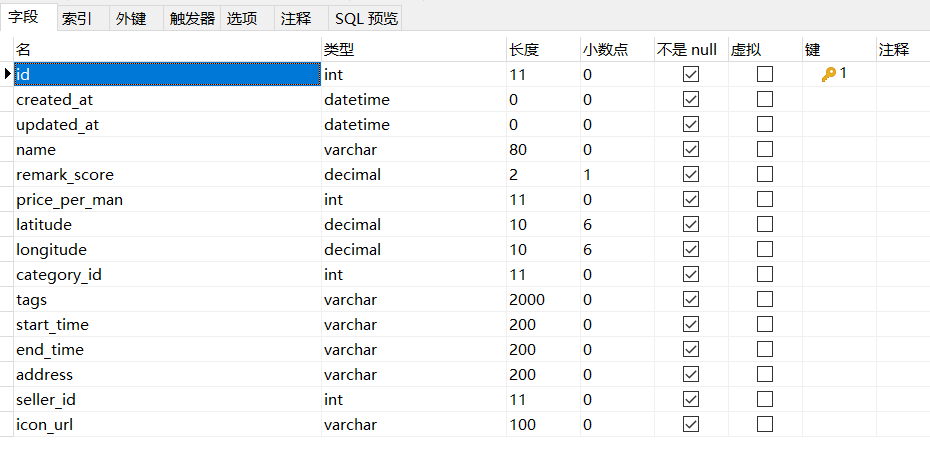 字段 索引 外键 触发器 选项 注释 SQL 预览
名 类型 长度 小数点 不是 null 虚拟 键 注释
id int 11 0 1
created_at datetime 0 0
updated_at datetime 0 0
name varchar 80 0
remark_score decimal 2 1
price_per_man int 11 0
latitude decimal 10 6
longitude decimal 10 6
category_id int 11 0
tags varchar 2000 0
start_time varchar 200 0
end_time varchar 200 0
address varchar 200 0
seller_id int 11 0
icon_url varchar 100 0